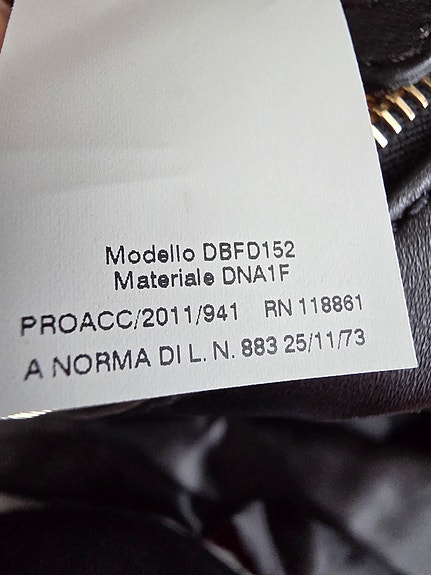 Modello DBFD152
Materiale DNA1F
PROACC/2011/941 RN 118861
A NORMA DI L. N. 883 25/11/73